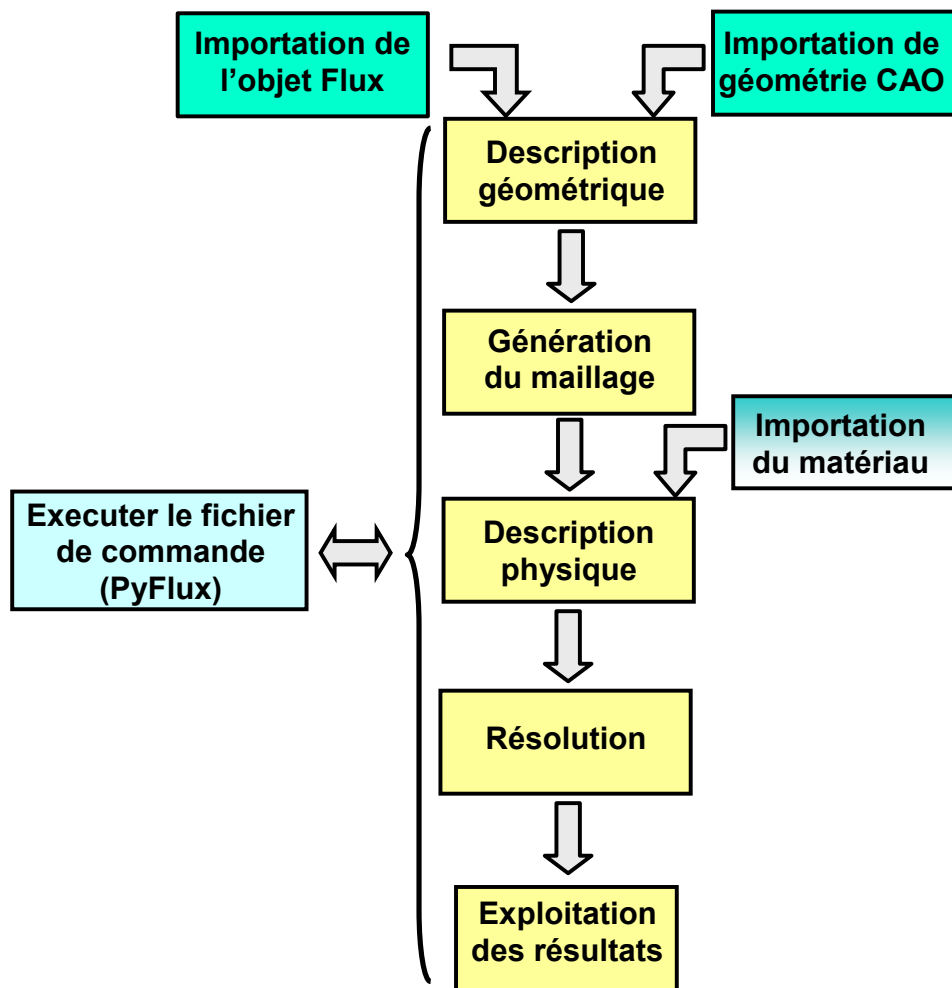 Importation de
l’objet Flux
Importation de
géométrie CAO
Description
géométrique
Génération
du maillage
Importation
du matériau
Executer le fichier
de commande
(PyFlux)
Description
physique
Résolution
Exploitation
des résultats